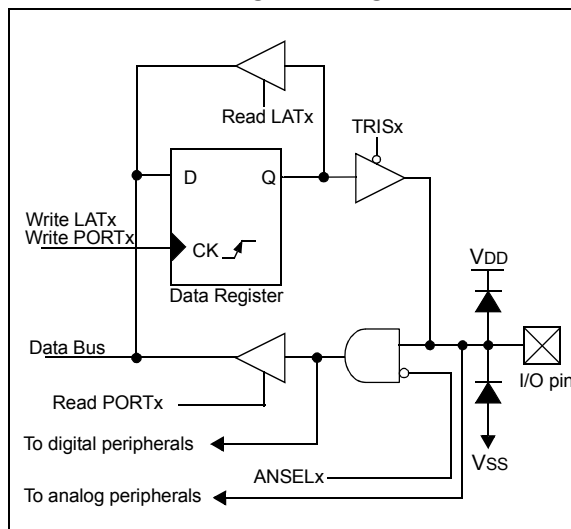 Read LATx
TRISx
D Q
Write LATx
Write PORTx
CK
Data Register
VDD
Data Bus
I/O pin
Read PORTx
To digital peripherals
ANSELx
VSS
To analog peripherals